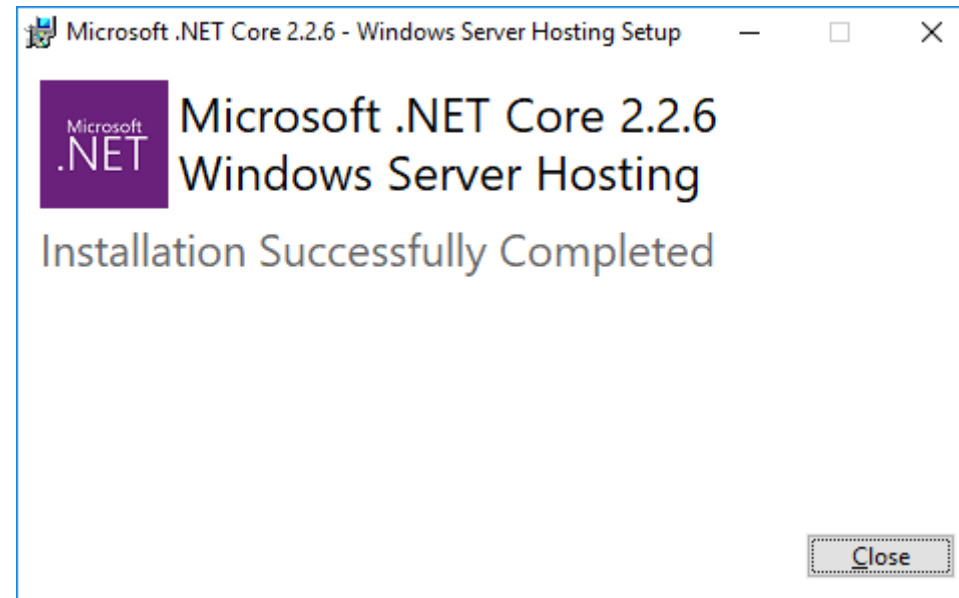 Microsoft .NET Core 2.2.6 - Windows Server Hosting Setup
Microsoft
.NET
Microsoft .NET Core 2.2.6
Windows Server Hosting
Installation Successfully Completed
Close